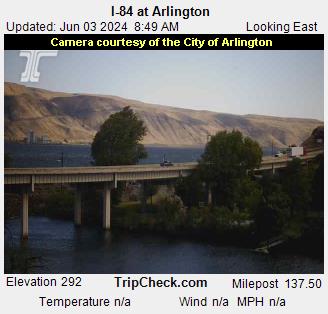 I-84 at Arlington
Updated: Jun 03 2024 8:49 AM Looking East
Camera courtesy of the City of Arlington
Elevation 292 TripCheck.com Milepost 137.50
Temperature n/a Wind n/a MPH n/a